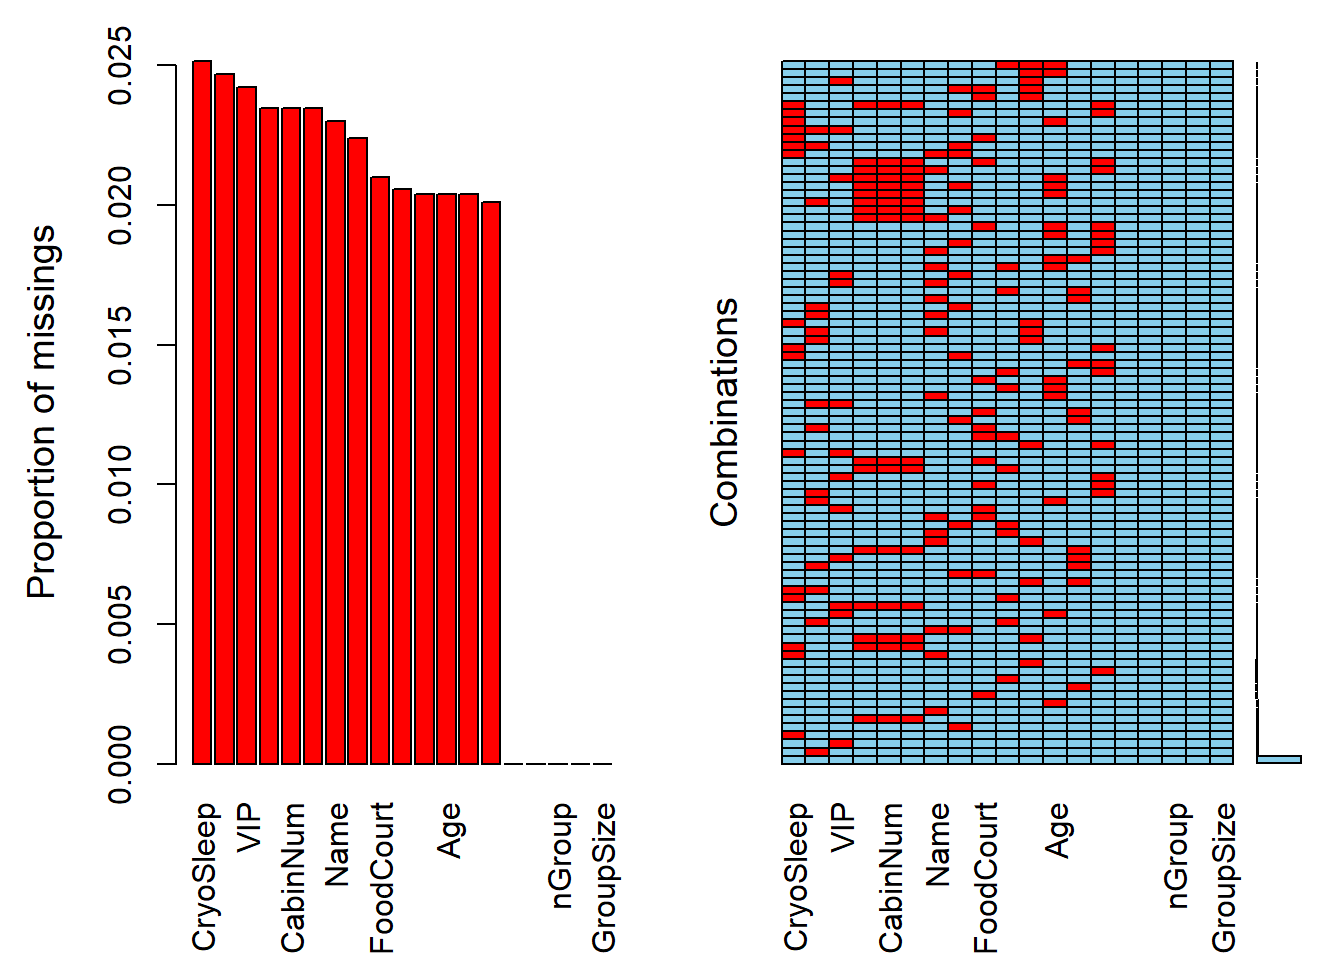 Proportion of missings
0.025
0.020
0.015
0.010
0.005
0.000
CryoSleep
VIP
CabinNum
Name
FoodCourt
Age
nGroup
GroupSize
Combinations
CryoSleep
VIP
CabinNum
Name
FoodCourt
Age
nGroup
GroupSize